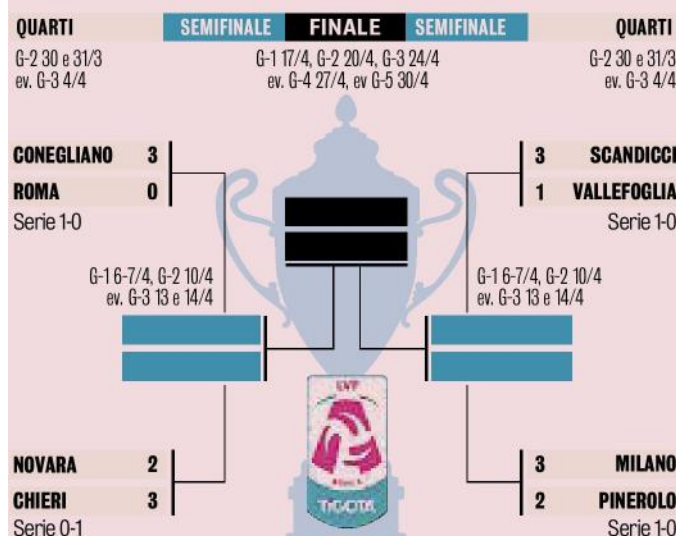 QUARTI SEMIFINALE FINALE SEMIFINALE QUARTI
G-2 30 e 31/3
ev. G-3 4/4
G-1 17/4, G-2 20/4, G-3 24/4
ev. G-4 27/4, ev G-5 30/4
G-2 30 e 31/3
ev. G-3 4/4
CONEGLIANO 3
ROMA 0
Serie 1-0
3 SCANDICCI
1 VALLEFOGLIA
Serie 1-0
G-1 6-7/4, G-2 10/4
ev. G-3 13 e 14/4
G-1 6-7/4, G-2 10/4
ev. G-3 13 e 14/4
NOVARA 2
CHIERI 3
Serie 0-1
LVF
TIGOTÀ
3 MILANO
2 PINEROLO
Serie 1-0